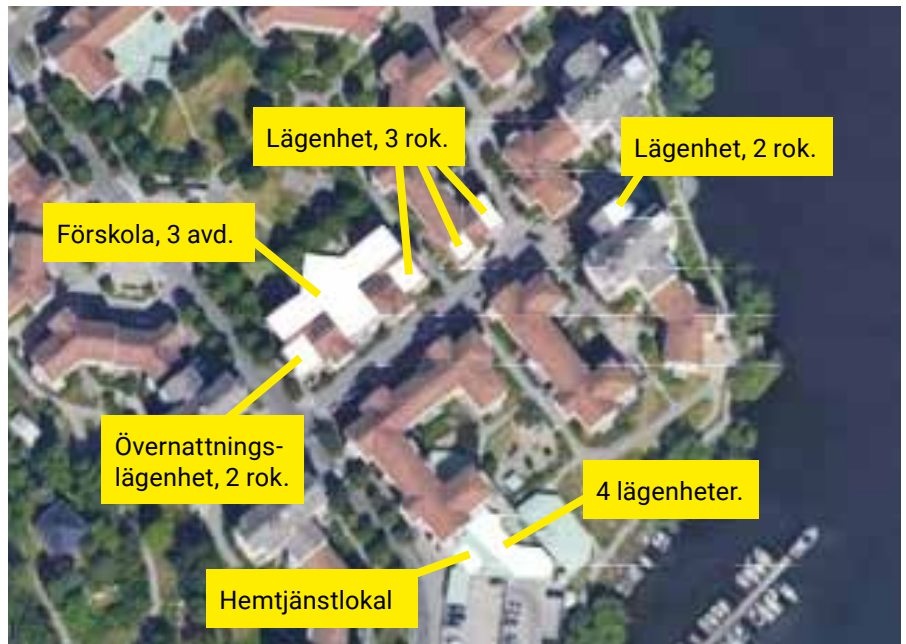 Lägenhet, 3 rok.
Lägenhet, 2 rok.
Förskola, 3 avd.
Övernattnings-
lägenhet, 2 rok.
4 lägenheter.
Hemtjänstlokal